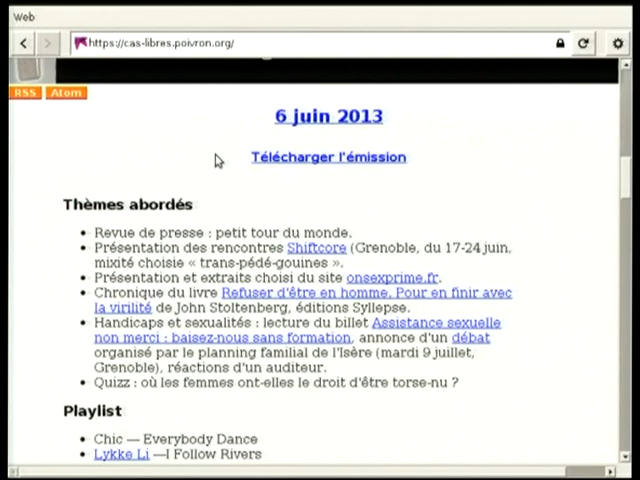 Web
https://cas-libres.poivron.org/
RSS Atom
6 juin 2013
Télécharger l'émission
Thèmes abordés
• Revue de presse : petit tour du monde.
• Présentation des rencontres Shiftcore (Grenoble, du 17-24 juin,
mixité choisie « trans-pédé-gouines ».
• Présentation et extraits choisi du site onsexprime.fr.
• Chronique du livre Refuser d'être en homme. Pour en finir avec
la virilité de John Stoltenberg, éditions Syllepse.
• Handicaps et sexualités : lecture du billet Assistance sexuelle
non merci : baisez-nous sans formation, annonce d'un débat
organisé par le planning familial de l'Isère (mardi 9 juillet,
Grenoble), réactions d'un auditeur.
• Quizz : où les femmes ont-elles le droit d'être torse-nu ?
Playlist
• Chic — Everybody Dance
• Lykke Li —I Follow Rivers